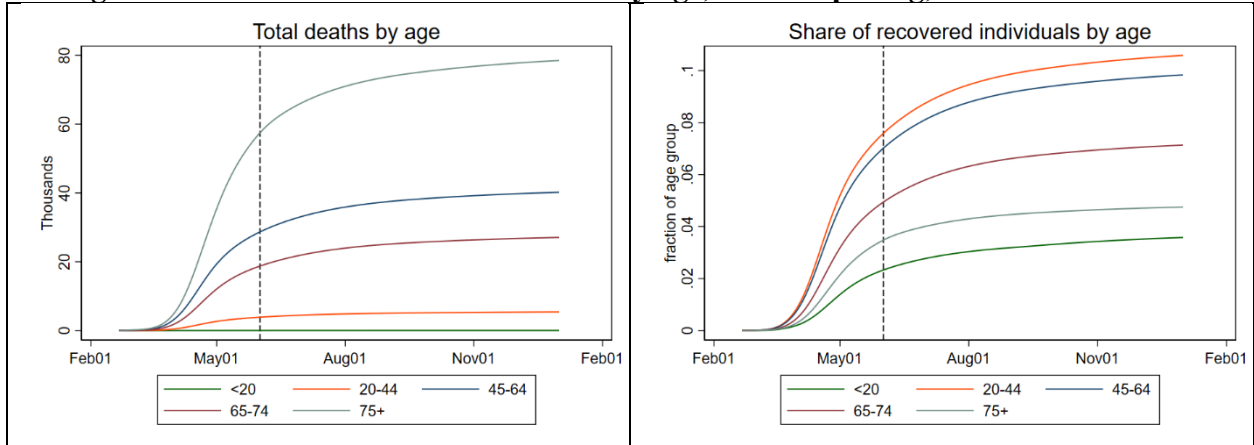 Total deaths by age
Thousands
80
60
40
20
0
Feb01 May01 Aug01 Nov01 Feb01
<20 20-44 45-64
65-74 75+
Share of recovered individuals by age
fraction of age group
.1
.08
.06
.04
.02
0
Feb01 May01 Aug01 Nov01 Feb01
<20 20-44 45-64
65-74 75+